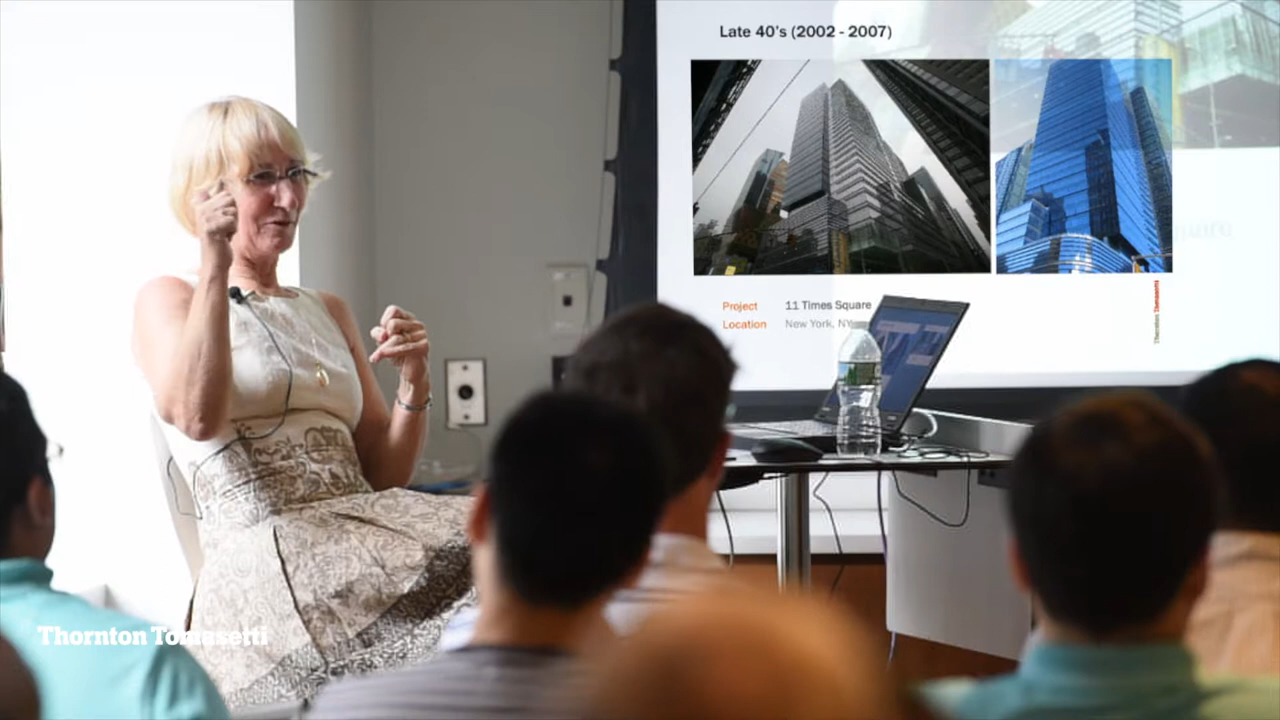 Late 40's (2002 - 2007)
Project 11 Times Square
Location New York, NY
Thornton Tomasetti
Thornton Tomasetti